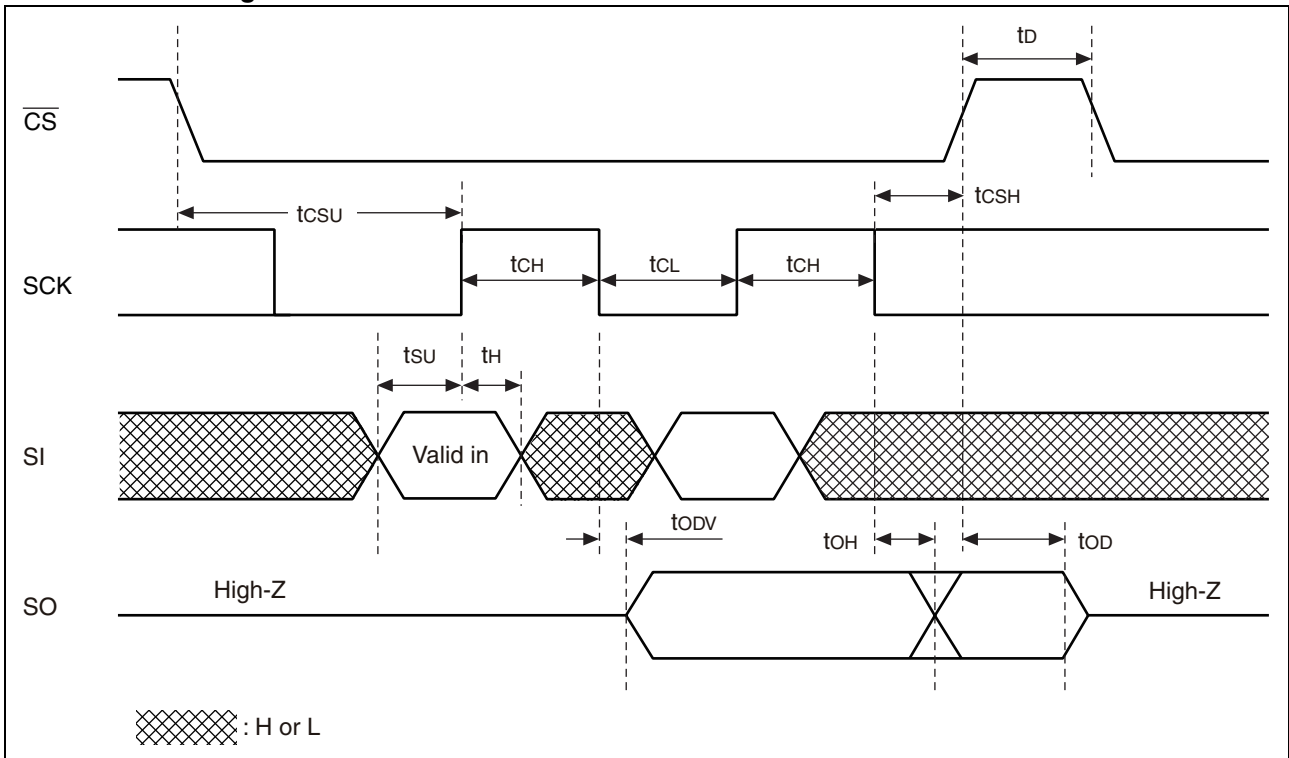 tD
CS
tCSH
tCSU
tCH
tCL
tCH
SCK
tSU
tH
SI
Valid in
tODV
tOH
tOD
High-Z
High-Z
SO
: H or L